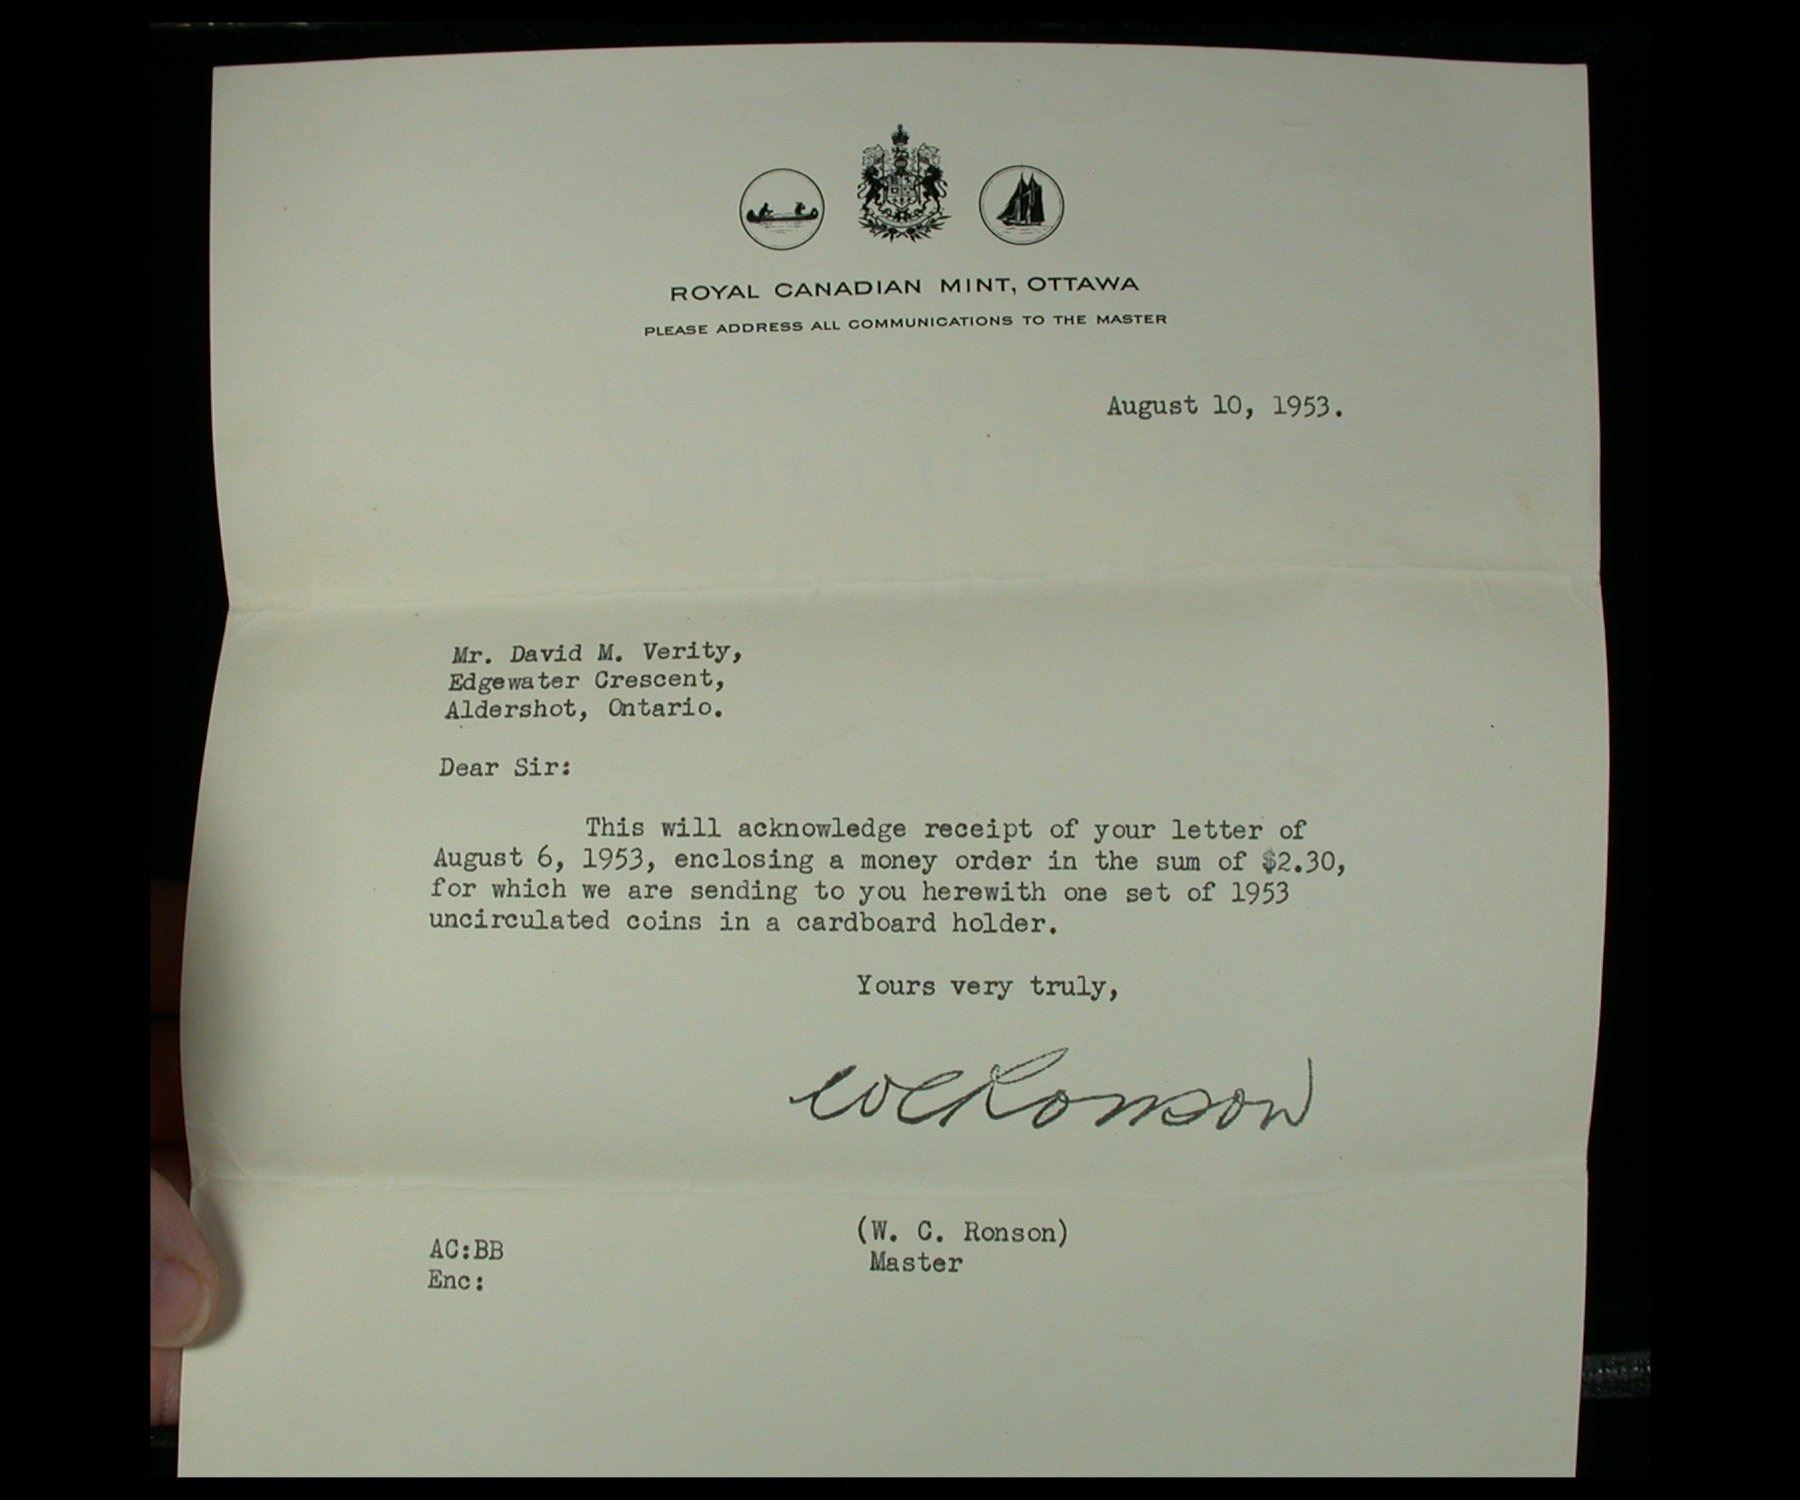 ROYAL CANADIAN MINT, OTTAWA
PLEASE ADDRESS ALL COMMUNICATIONS TO THE MASTER
August 10, 1953.
Mr. David M. Verity,
Edgewater Crescent,
Aldershot, Ontario.
Dear Sir:
This will acknowledge receipt of your letter of
August 6, 1953, enclosing a money order in the sum of $2.30,
for which we are sending to you herewith one set of 1953
uncirculated coins in a cardboard holder.
Yours very truly,
WCRonson
(W. C. Ronson)
Master
AC:BB
Enc: